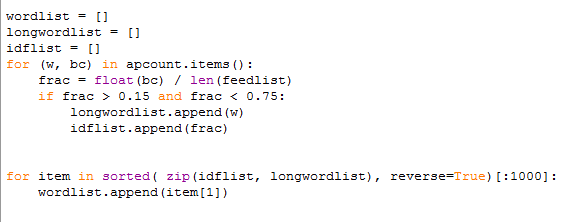 wordlist = []
longwordlist = []
idflist = []
for (w, bc) in apcount.items():
    frac = float(bc) / len(feedlist)
    if frac > 0.15 and frac < 0.75:
        longwordlist.append(w)
        idflist.append(frac)
for item in sorted( zip(idflist, longwordlist), reverse=True)[:1000]:
    wordlist.append(item[1])